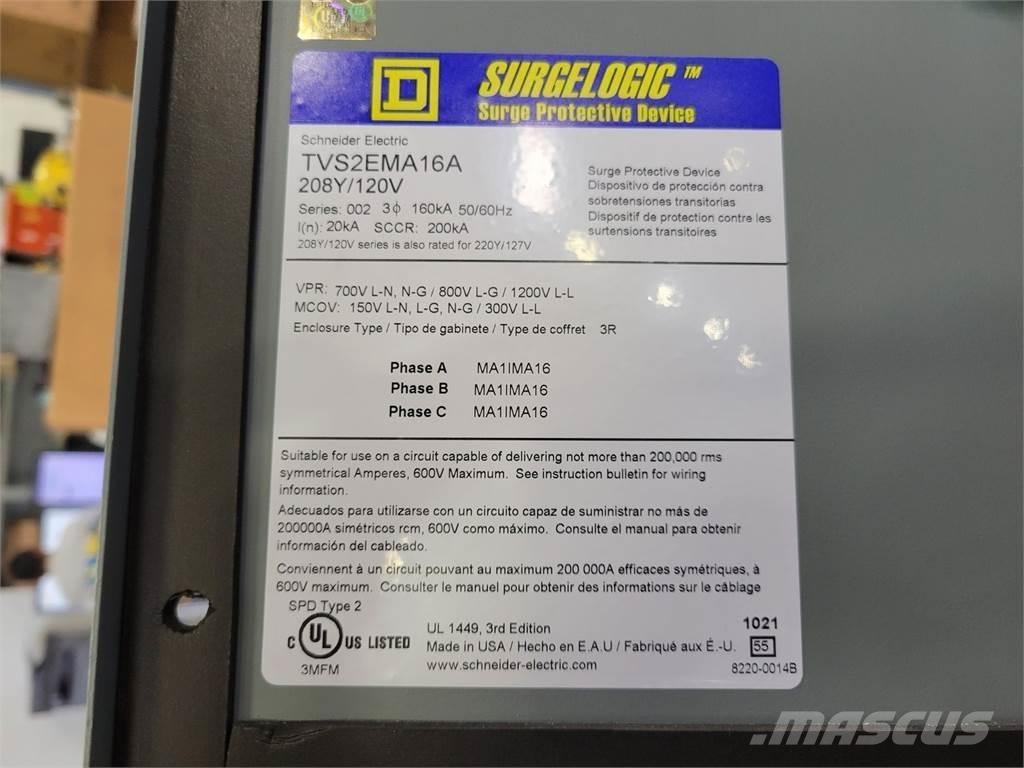 D SURGELOGIC™
Surge Protective Device
Schneider Electric
TVS2EMA16A
208Y/120V
Series: 002 3ϕ 160kA 50/60Hz
I(n): 20kA SCCR: 200kA
208Y/120V series is also rated for 220Y/127V
Surge Protective Device
Dispositivo de protección contra
sobretensiones transitorias
Dispositif de protection contre les
surtensions transitoires
VPR: 700V L-N, N-G / 800V L-G / 1200V L-L
MCOV: 150V L-N, L-G, N-G / 300V L-L
Enclosure Type / Tipo de gabinete / Type de coffret 3R
Phase A MA1IMA16
Phase B MA1IMA16
Phase C MA1IMA16
Suitable for use on a circuit capable of delivering not more than 200,000 rms
symmetrical Amperes, 600V Maximum. See instruction bulletin for wiring
information.
Adecuados para utilizarse con un circuito capaz de suministrar no más de
200000A simétricos rcm, 600V como máximo. Consulte el manual para obtenir
información del cableado.
Conviennent à un circuit pouvant au maximum 200 000A efficaces symétriques, à
600V maximum. Consulter le manuel pour obtenir des informations sur le câblage
SPD Type 2
C UL US LISTED
3MFM
UL 1449, 3rd Edition
Made in USA / Hecho en E.A.U / Fabriqué aux É.-U.
www.schneider-electric.com
1021
55
8220-0014B
MASCUS